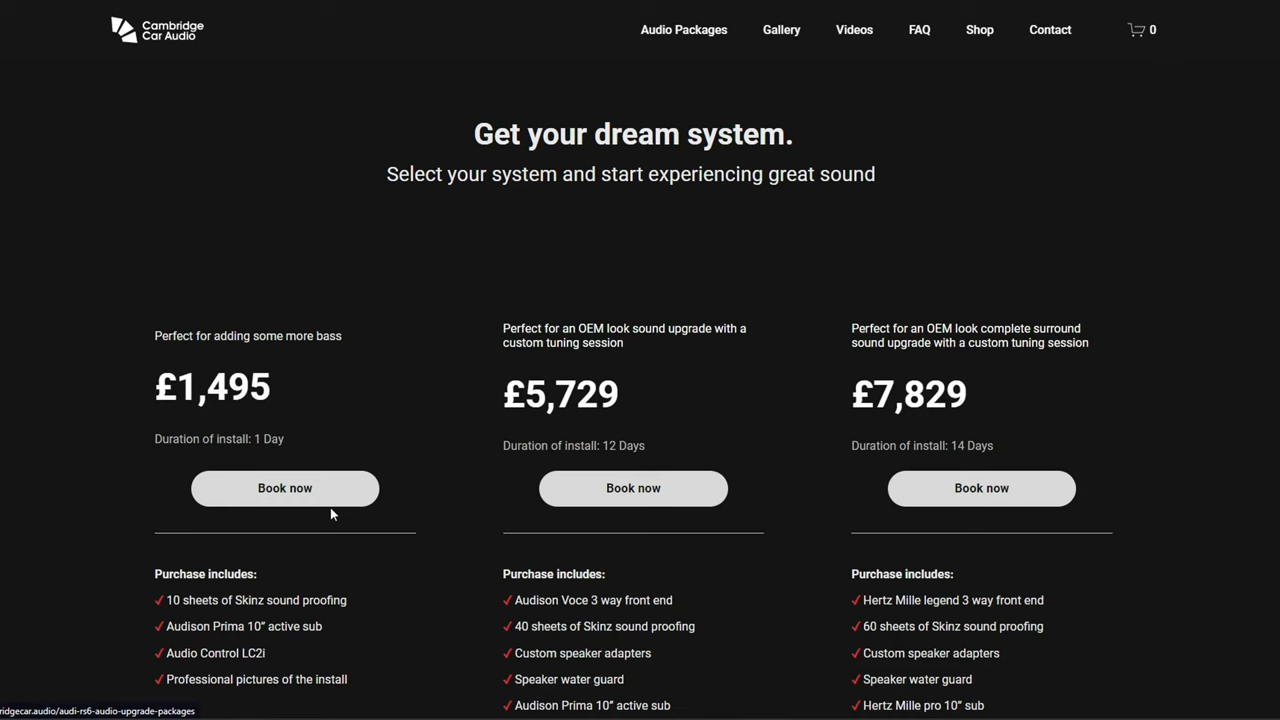 Cambridge
Car Audio
Audio Packages
Gallery
Videos
FAQ
Shop
Contact
0
Get your dream system.
Select your system and start experiencing great sound
Perfect for adding some more bass
£1,495
Duration of install: 1 Day
Book now
Purchase includes:
✓ 10 sheets of Skinz sound proofing
✓ Audison Prima 10” active sub
✓ Audio Control LC2i
✓ Professional pictures of the install
Perfect for an OEM look sound upgrade with a
custom tuning session
£5,729
Duration of install: 12 Days
Book now
Purchase includes:
✓ Audison Voce 3 way front end
✓ 40 sheets of Skinz sound proofing
✓ Custom speaker adapters
✓ Speaker water guard
✓ Audison Prima 10” active sub
Perfect for an OEM look complete surround
sound upgrade with a custom tuning session
£7,829
Duration of install: 14 Days
Book now
Purchase includes:
✓ Hertz Mille legend 3 way front end
✓ 60 sheets of Skinz sound proofing
✓ Custom speaker adapters
✓ Speaker water guard
✓ Hertz Mille pro 10” sub
ridgecar.audio/audi-rs6-audio-upgrade-packages